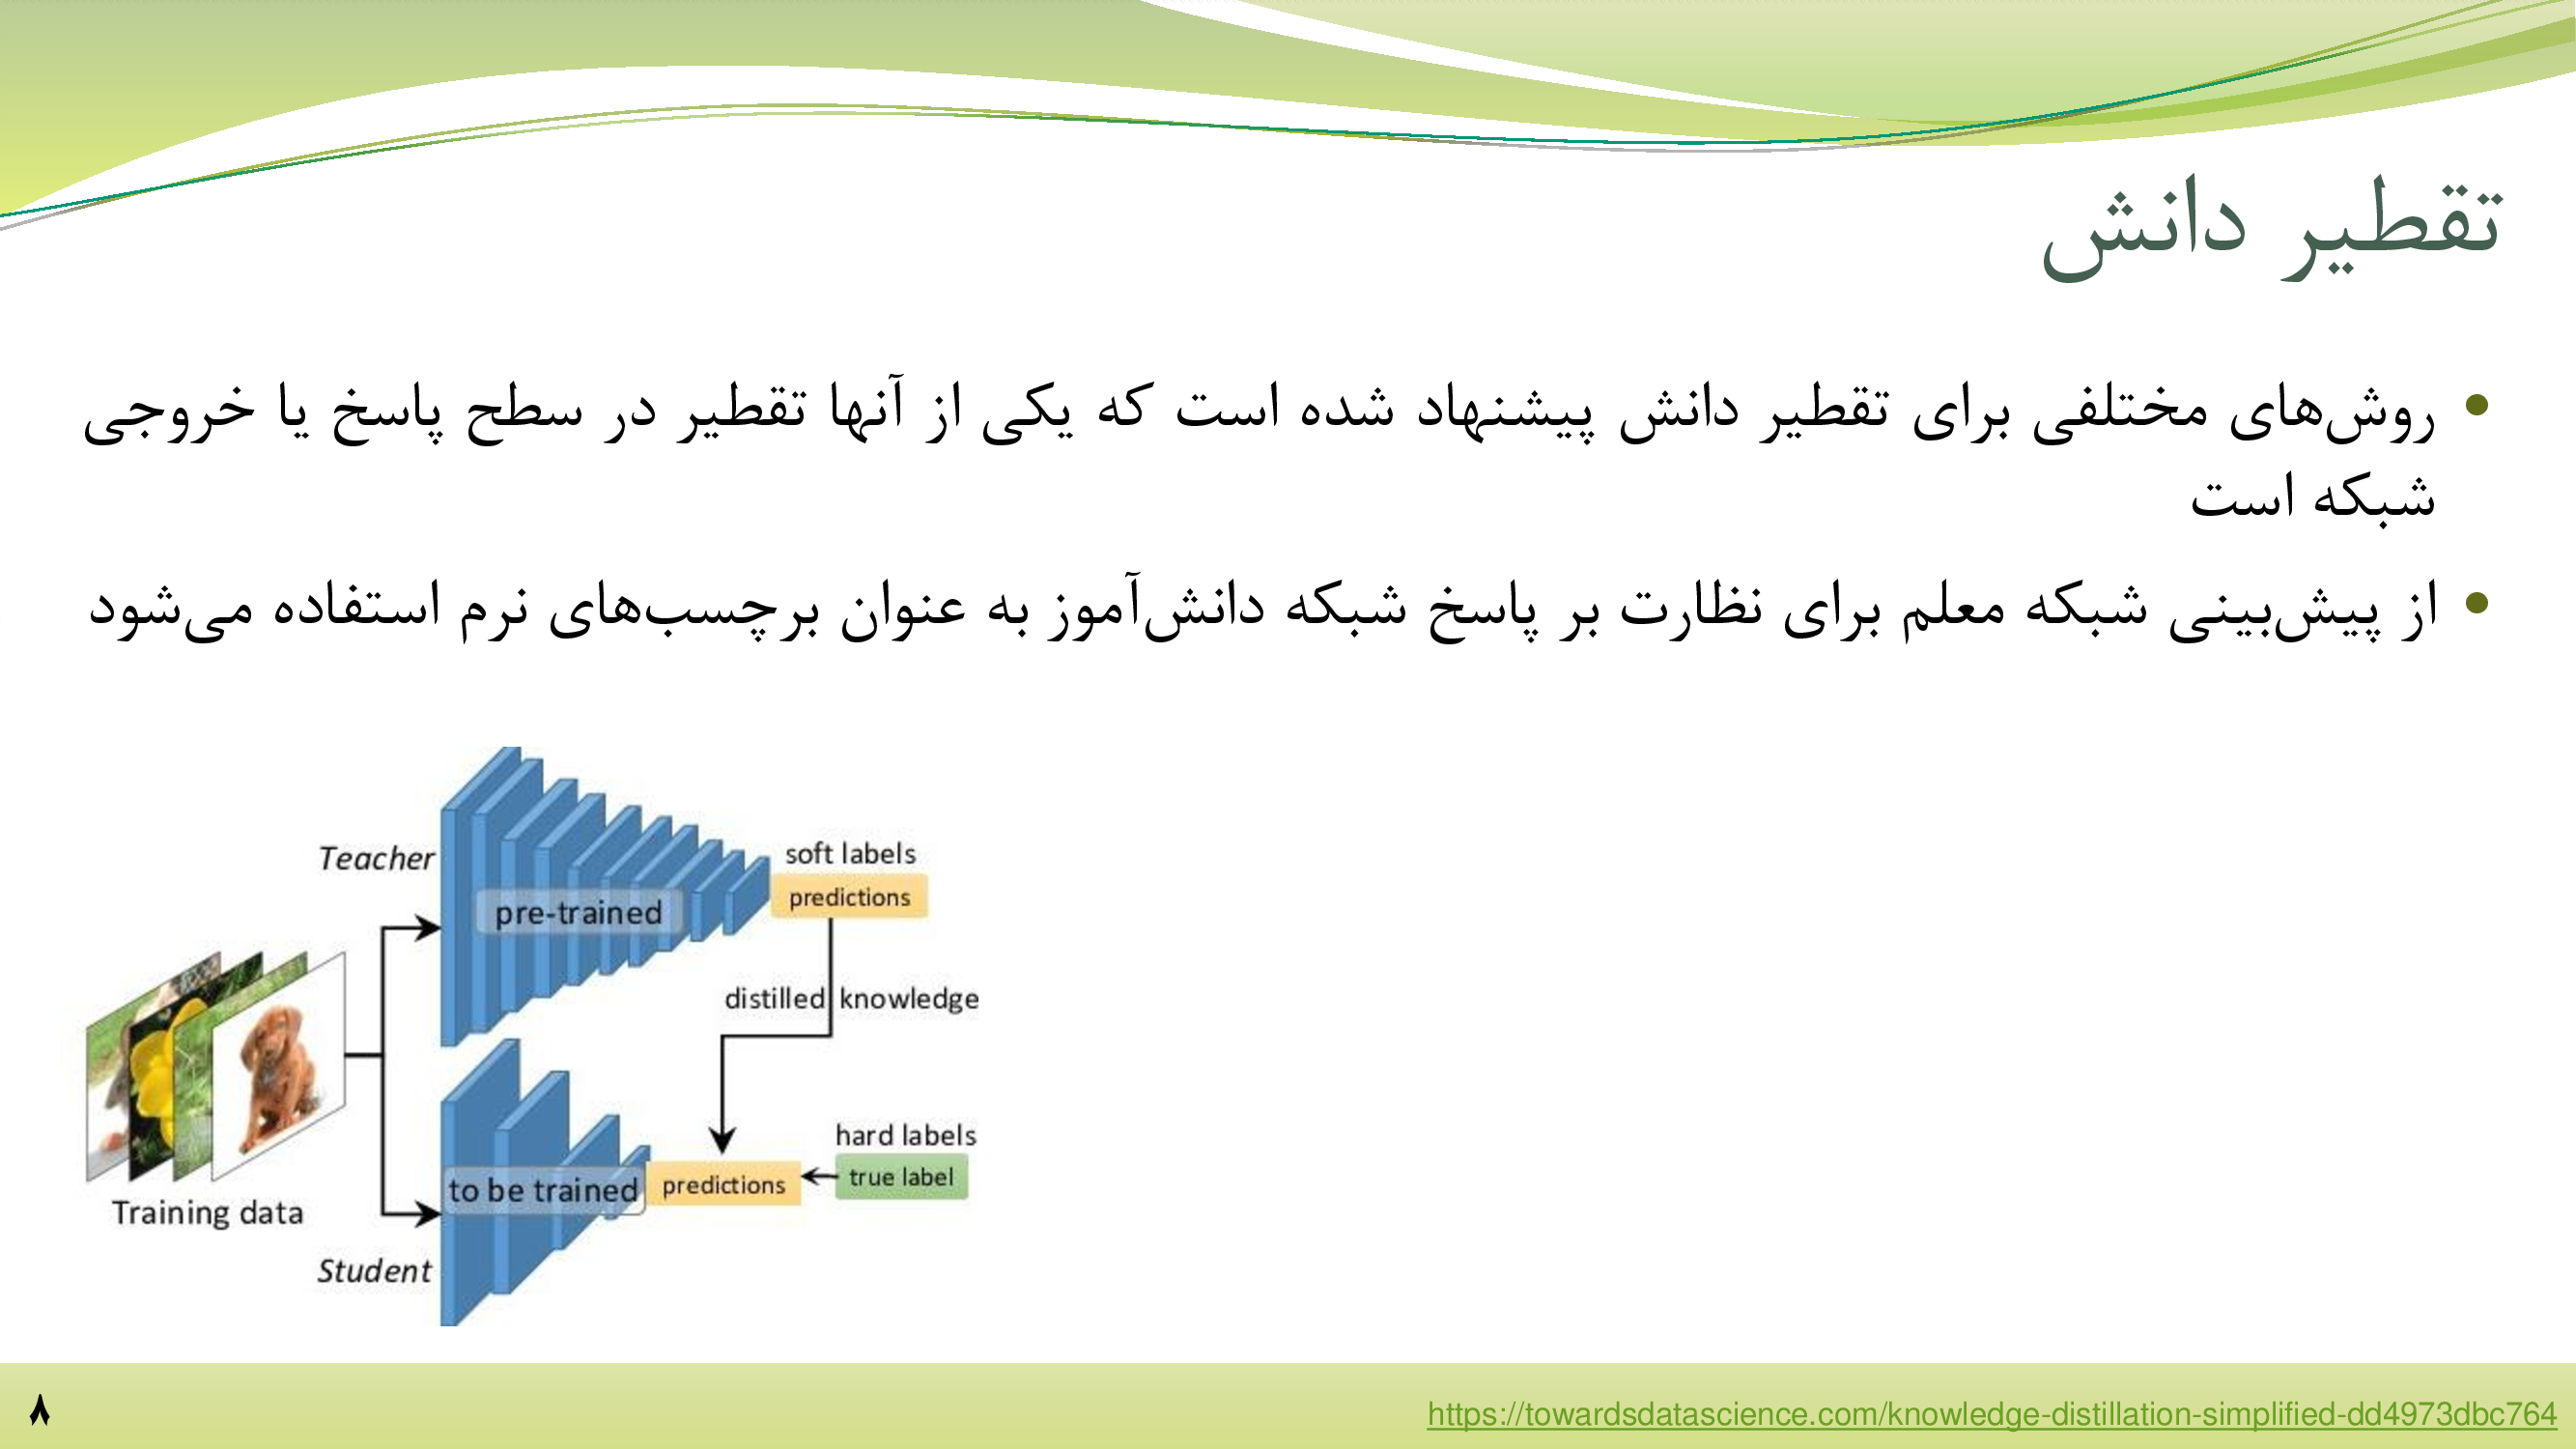 تقطیر دانش
• روش‌های مختلفی برای تقطیر دانش پیشنهاد شده است که یکی از آنها تقطیر در سطح پاسخ یا خروجی
شبکه است
• از پیش‌بینی شبکه معلم برای نظارت بر پاسخ شبکه دانش‌آموز به عنوان برچسب‌های نرم استفاده می‌شود
Teacher
soft labels
predictions
pre-trained
distilled knowledge
hard labels
true label
to be trained
predictions
Training data
Student
۸
https://towardsdatascience.com/knowledge-distillation-simplified-dd4973dbc764